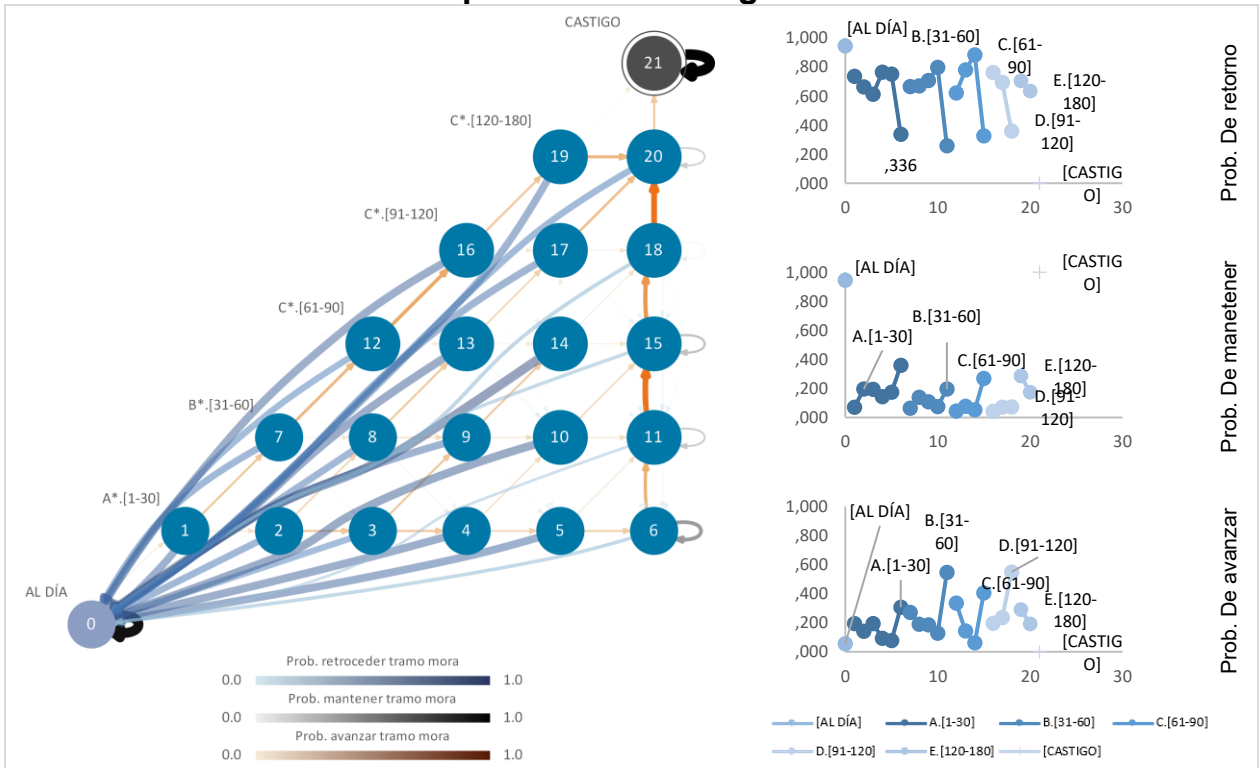 CASTIGO
21
C*.[120-180]
19
20
C*.[91-120]
16
17
18
C*.[61-90]
12
13
14
15
B*.[31-60]
7
8
9
10
11
A*.[1-30]
1
2
3
4
5
6
AL DÍA
0
Prob. retroceder tramo mora
0.0
1.0
Prob. mantener tramo mora
0.0
1.0
Prob. avanzar tramo mora
0.0
1.0
1,000
,800
,600
,400
,200
,000
0
10
20
30
[AL DÍA]
B.[31-60]
C.[61-
90]
E.[120-
180]
D.[91-
120]
,336
[CASTIG
O]
Prob. De retorno
1,000
,800
,600
,400
,200
,000
0
10
20
30
[AL DÍA]
[CASTIG
O]
B.[31-60]
A.[1-30]
C.[61-90]
E.[120-
180]
D.[91-
120]
Prob. De manetener
1,000
,800
,600
,400
,200
,000
0
10
20
30
[AL DÍA]
B.[31-
60]
D.[91-120]
A.[1-30]
C.[61-90]
E.[120-
180]
[CASTIG
O]
Prob. De avanzar
[AL DÍA]
A.[1-30]
B.[31-60]
C.[61-90]
D.[91-120]
E.[120-180]
[CASTIGO]